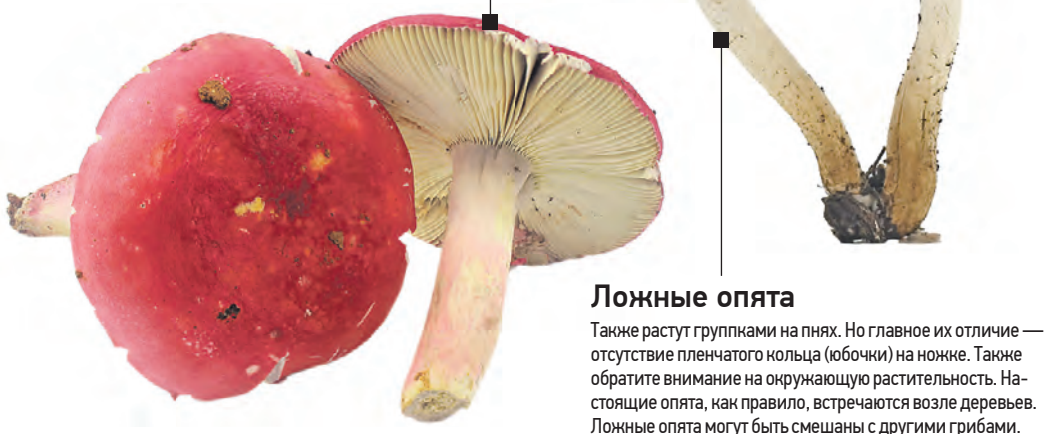 Ложные опята
Также растут группками на пнях. Но главное их отличие —
отсутствие пленчатого кольца (юбочки) на ножке. Также
обратите внимание на окружающую растительность. На-
стоящие опята, как правило, встречаются возле деревьев.
Ложные опята могут быть смешаны с другими грибами.